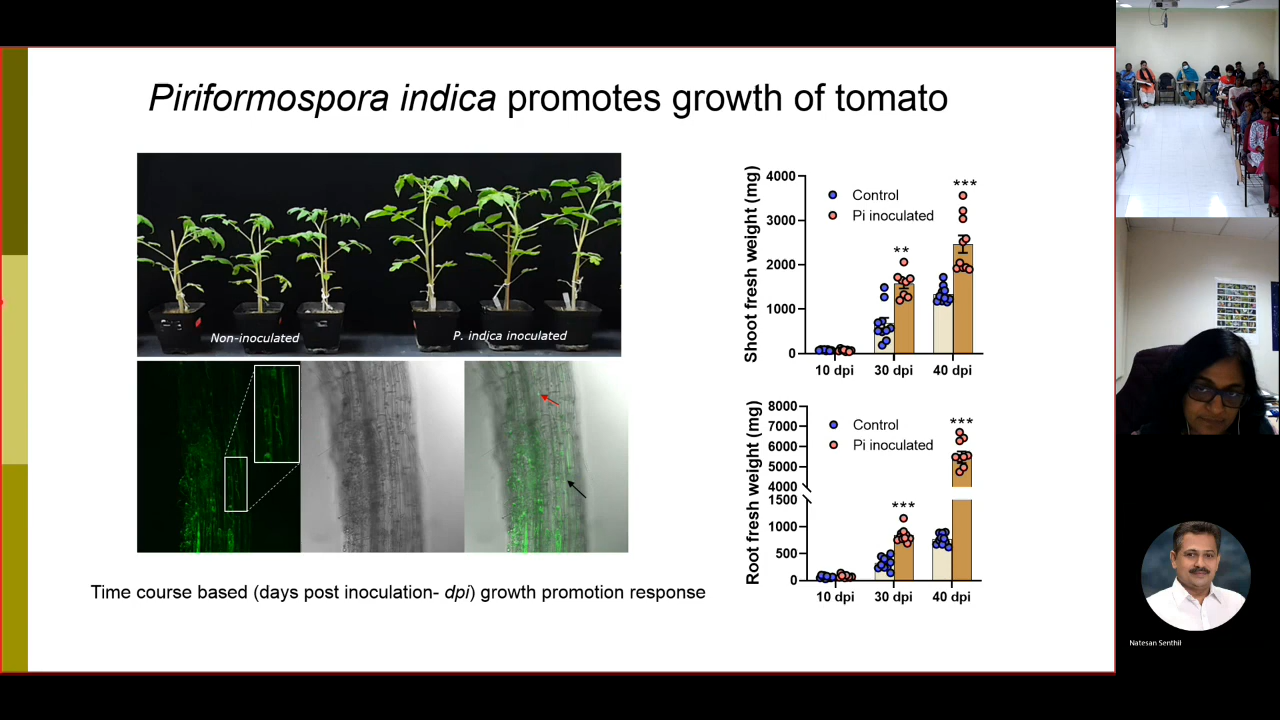 Piriformospora indica promotes growth of tomato
Non-inoculated
P. indica inoculated
Time course based (days post inoculation- dpi) growth promotion response
Shoot fresh weight (mg)
4000
3000
2000
1000
0
Control
Pi inoculated
**
***
10 dpi
30 dpi
40 dpi
Root fresh weight (mg)
8000
7000
6000
5000
4000
1500
1000
500
0
Control
Pi inoculated
***
***
10 dpi
30 dpi
40 dpi
Natesan Senthil